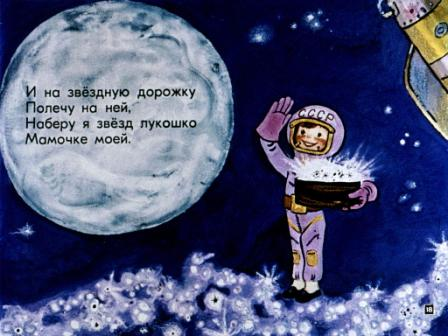 И на звёздную дорожку
Полечу на ней,
Наберу я звёзд лукошко
Мамочке моей.
СССР
18